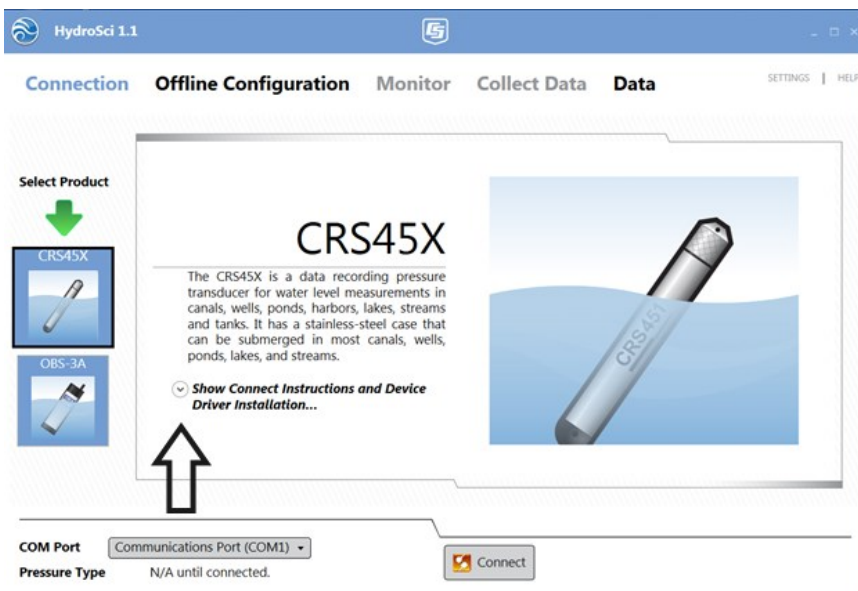 HydroSci 1.1
Connection Offline Configuration Monitor Collect Data Data SETTINGS | HELP
Select Product
CRS45X
OBS-3A
CRS45X
The CRS45X is a data recording pressure
transducer for water level measurements in
canals, wells, ponds, harbors, lakes, streams
and tanks. It has a stainless-steel case that
can be submerged in most canals, wells,
ponds, lakes, and streams.
Show Connect Instructions and Device
Driver Installation...
CRS451
COM Port Communications Port (COM1)
Pressure Type N/A until connected.
Connect